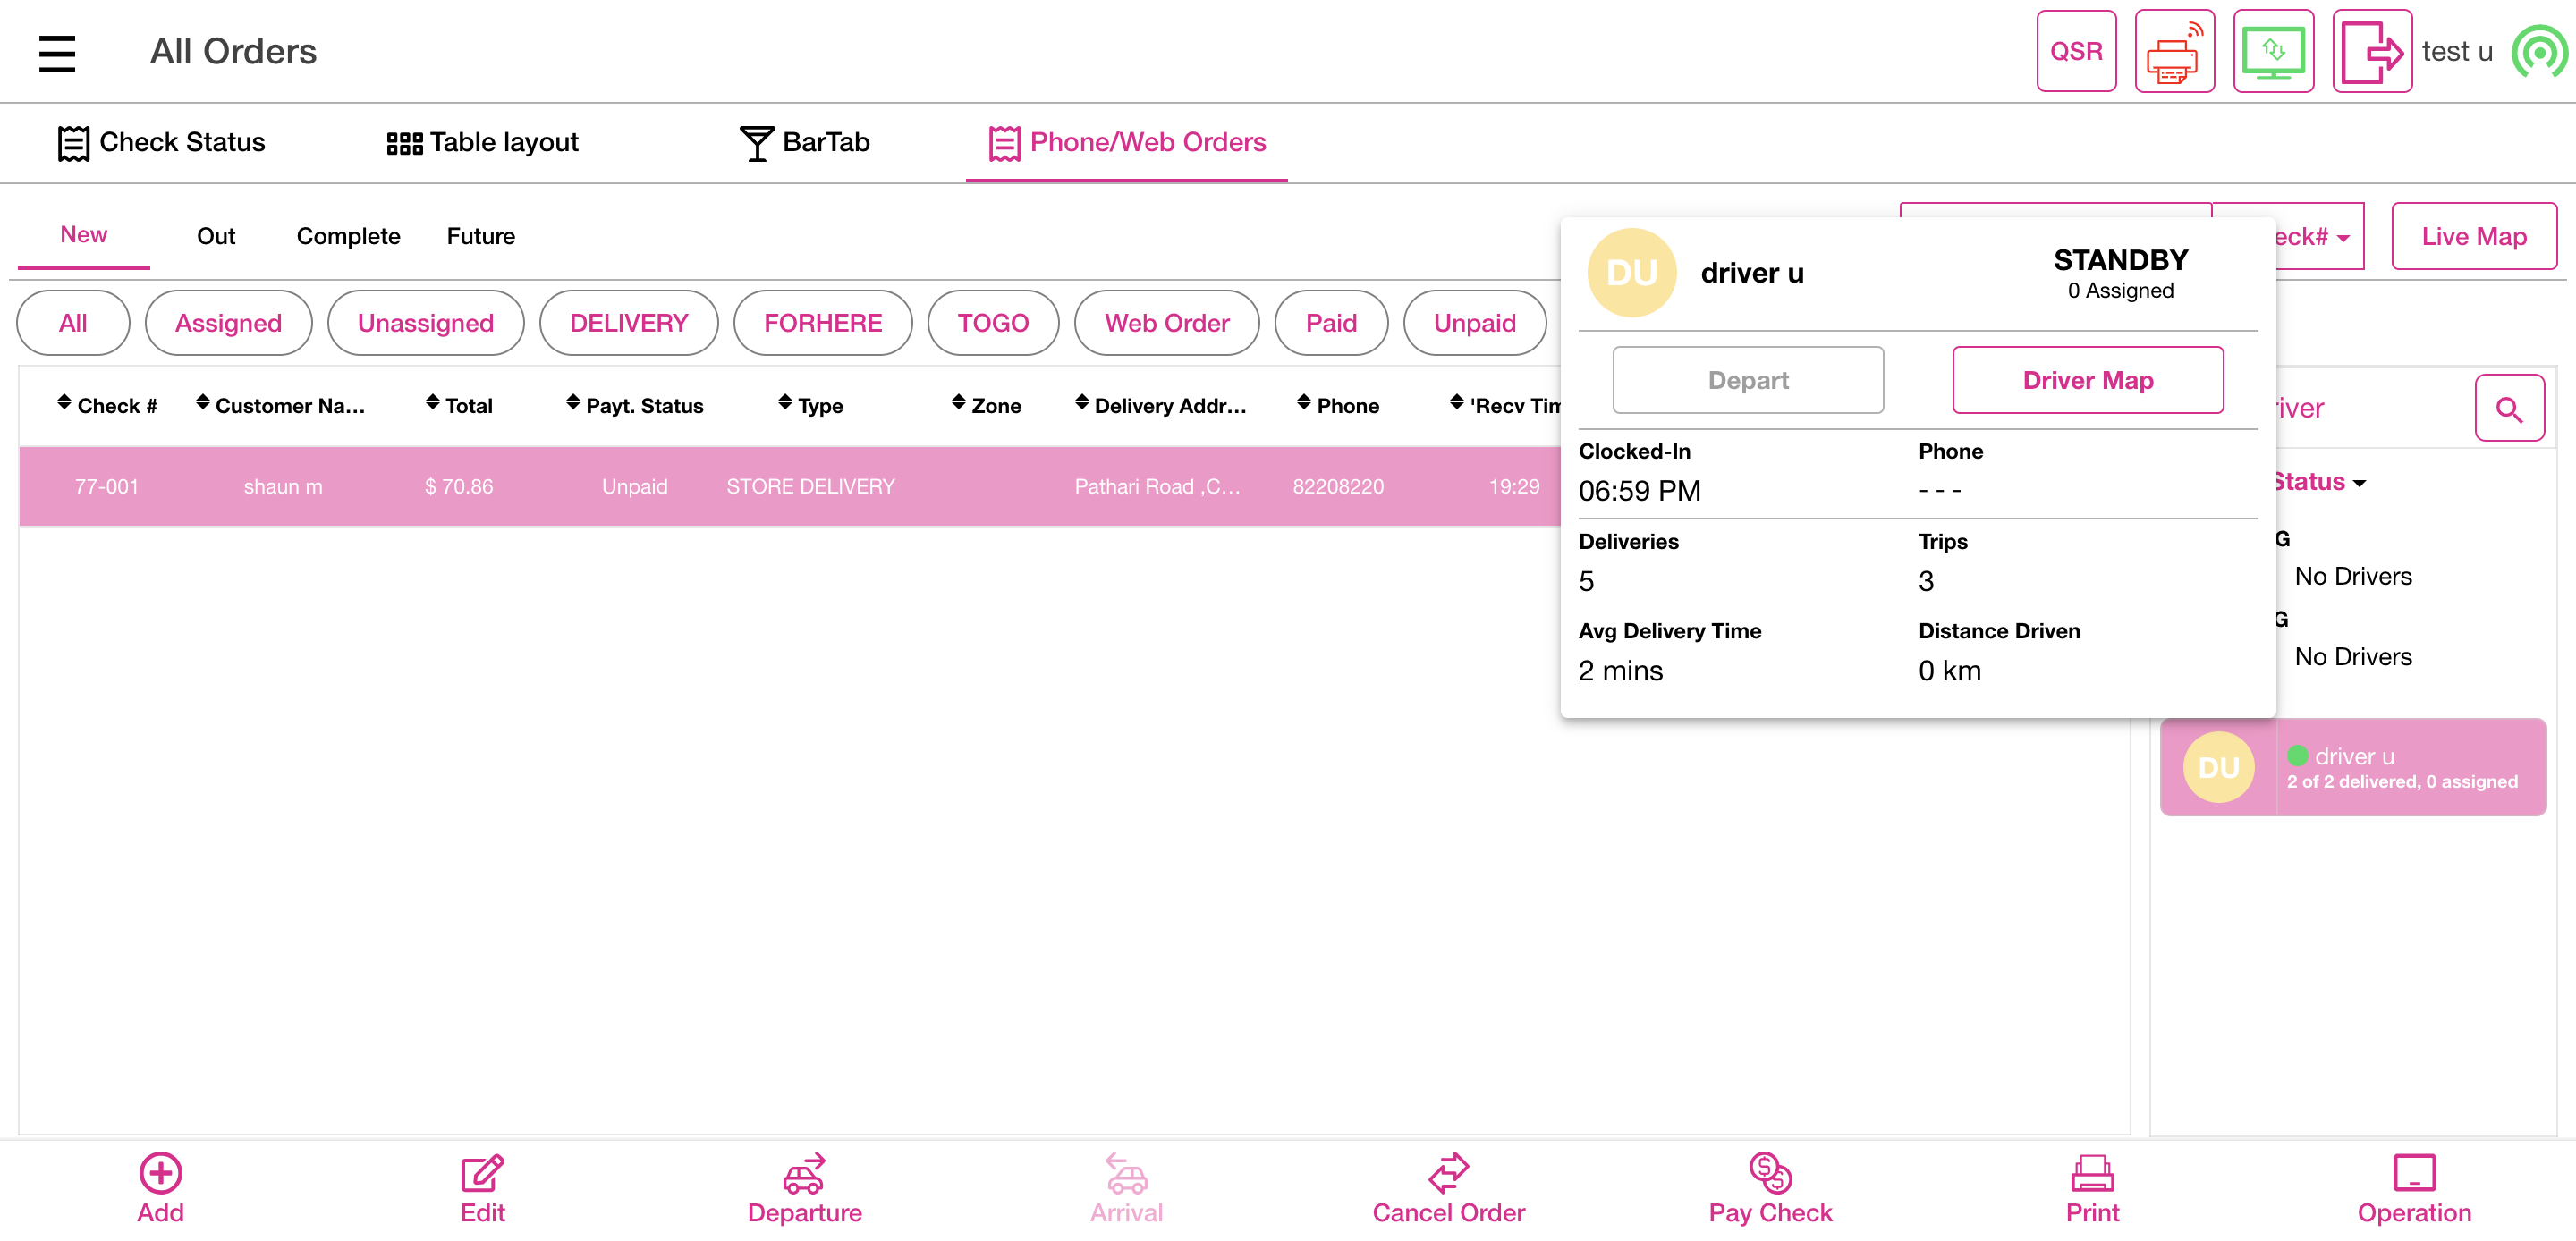 All Orders
QSR
test u
Check Status
Table layout
BarTab
Phone/Web Orders
New
Out
Complete
Future
eck#
Live Map
All
Assigned
Unassigned
DELIVERY
FORHERE
TOGO
Web Order
Paid
Unpaid
Check #
Customer Na...
Total
Payt. Status
Type
Zone
Delivery Addr...
Phone
'Recv Tim
77-001
shaun m
$ 70.86
Unpaid
STORE DELIVERY
Pathari Road ,C...
82208220
19:29
DU
driver u
STANDBY
0 Assigned
Depart
Driver Map
Clocked-In
Phone
06:59 PM
- - -
Deliveries
Trips
5
3
Avg Delivery Time
Distance Driven
2 mins
0 km
river
Status
G
No Drivers
G
No Drivers
DU
driver u
2 of 2 delivered, 0 assigned
Add
Edit
Departure
Arrival
Cancel Order
Pay Check
Print
Operation